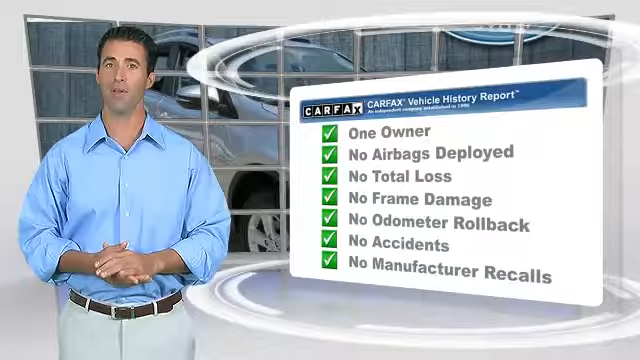 CARFAX
CARFAX® Vehicle History Report™
An independent company established in 1986
One Owner
No Airbags Deployed
No Total Loss
No Frame Damage
No Odometer Rollback
No Accidents
No Manufacturer Recalls